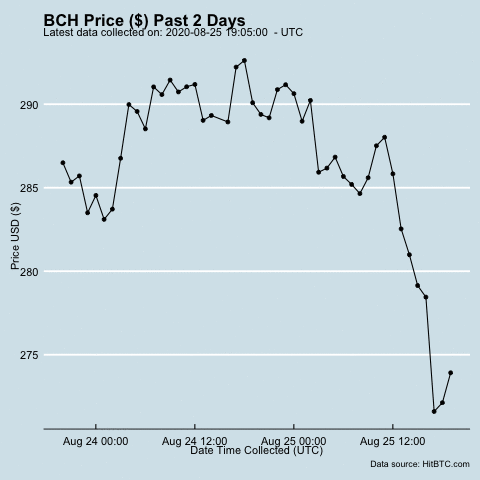 BCH Price ($) Past 2 Days
Latest data collected on: 2020-08-25 19:05:00 - UTC
290
285
280
275
Price USD ($)
Aug 24 00:00 Aug 24 12:00 Aug 25 00:00 Aug 25 12:00
Date Time Collected (UTC)
Data source: HitBTC.com